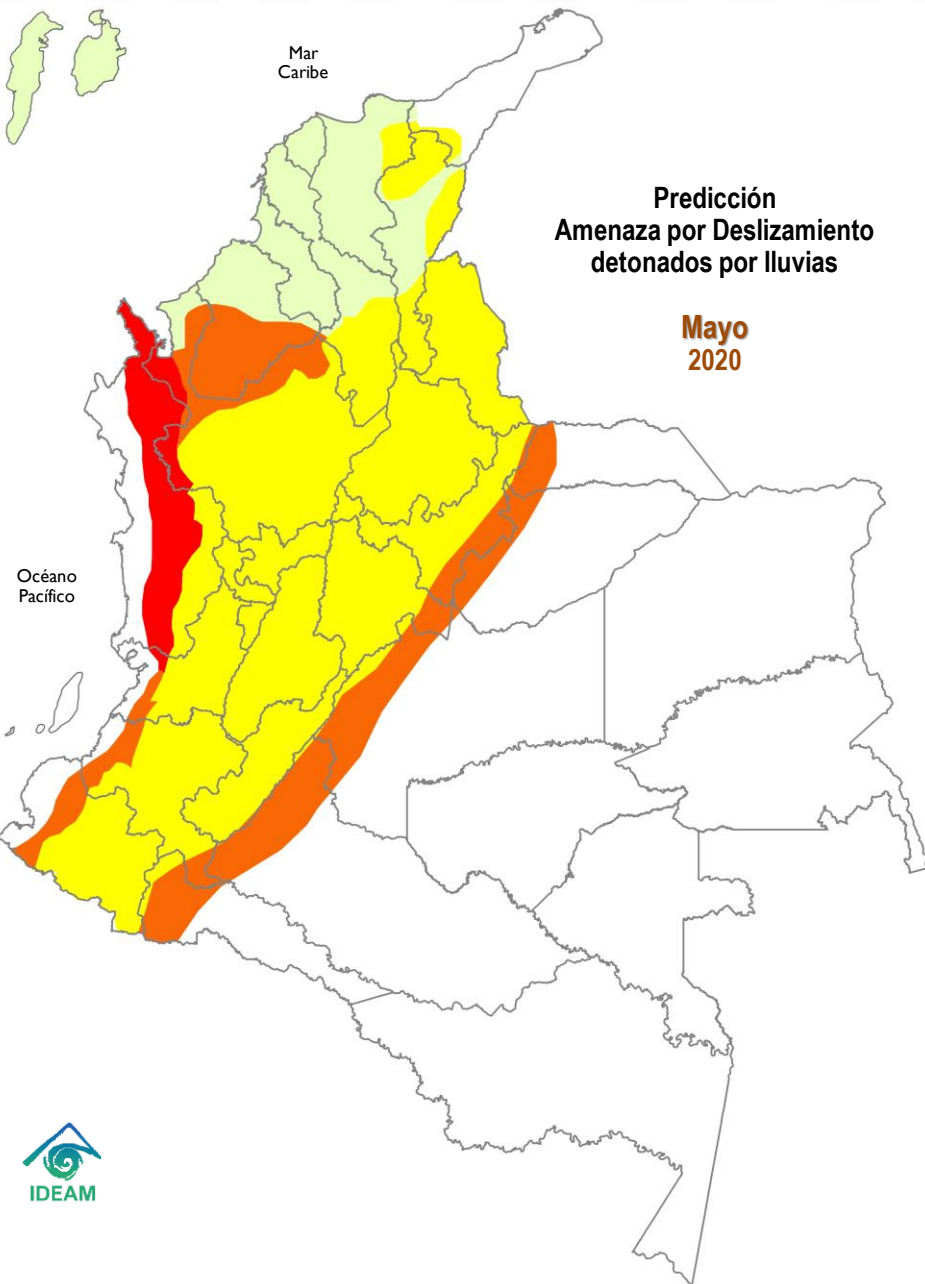 Mar
Caribe
Predicción
Amenaza por Deslizamiento
detonados por lluvias
Mayo
2020
Océano
Pacífico
IDEAM